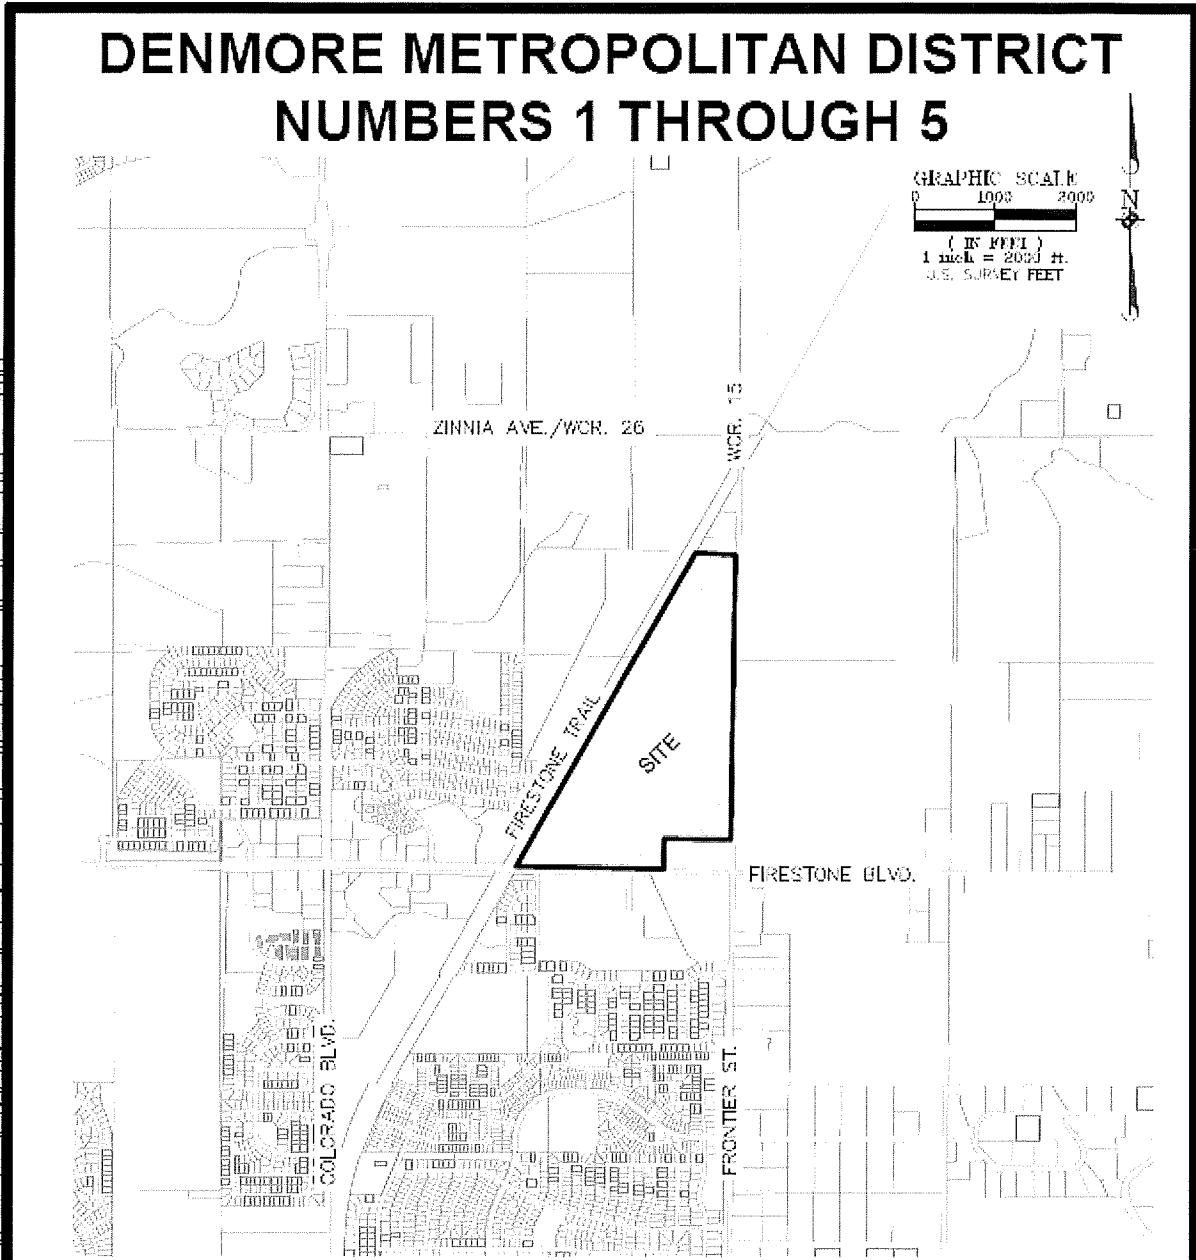 DENMORE METROPOLITAN DISTRICT
NUMBERS 1 THROUGH 5
GRAPHIC SCALE
0 1000 2000
( IN FEET )
1 inch = 2000 ft.
U.S. SURVEY FEET
N
WCR. 15
ZINNIA AVE./WCR. 26
FIRESTONE TRAIL
SITE
FIRESTONE BLVD.
COLORADO BLVD.
FRONTIER ST.